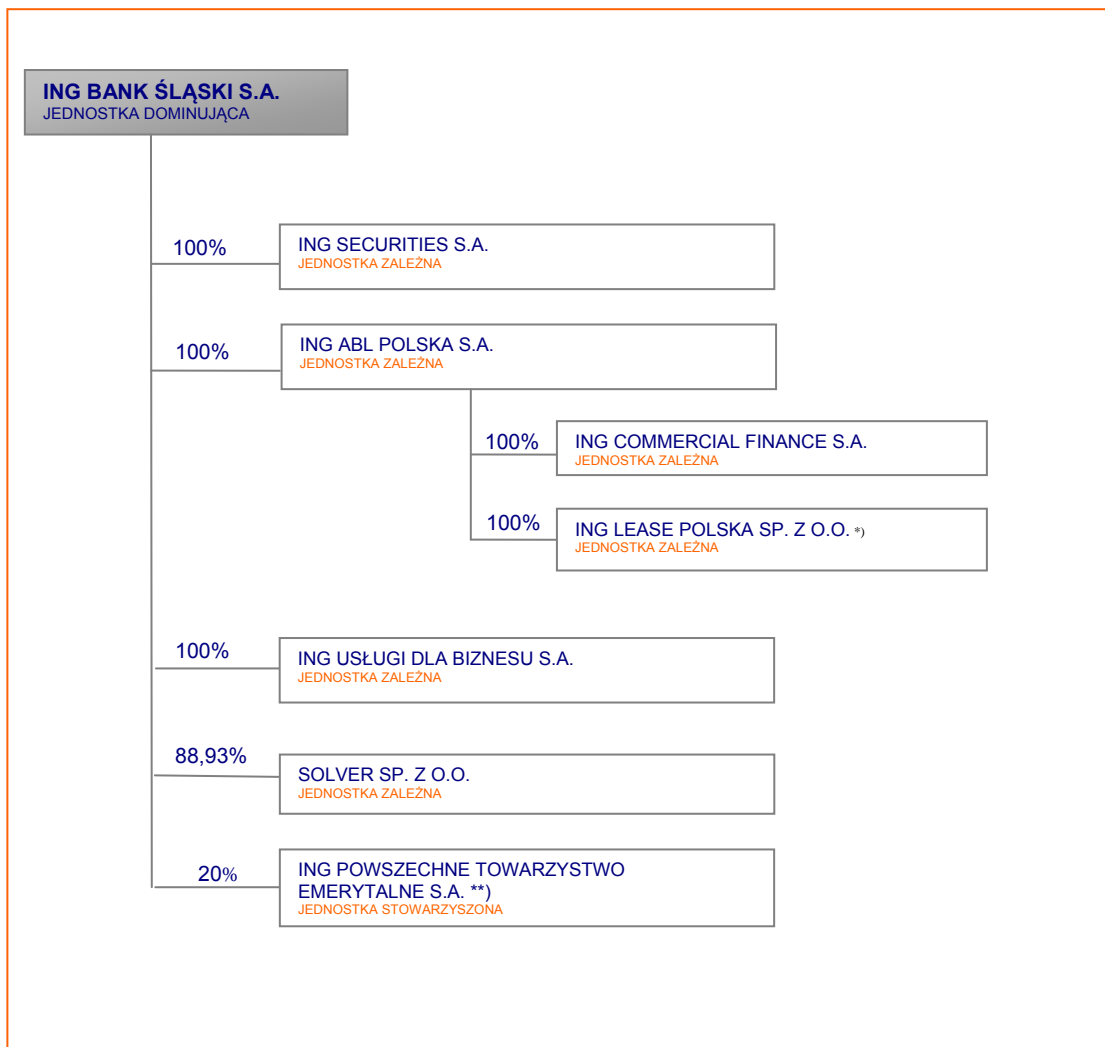 ING BANK ŚLĄSKI S.A.
JEDNOSTKA DOMINUJĄCA
100%
ING SECURITIES S.A.
JEDNOSTKA ZALEŻNA
100%
ING ABL POLSKA S.A.
JEDNOSTKA ZALEŻNA
100%
ING COMMERCIAL FINANCE S.A.
JEDNOSTKA ZALEŻNA
100%
ING LEASE POLSKA SP. Z O.O. *)
JEDNOSTKA ZALEŻNA
100%
ING USŁUGI DLA BIZNESU S.A.
JEDNOSTKA ZALEŻNA
88,93%
SOLVER SP. Z O.O.
JEDNOSTKA ZALEŻNA
20%
ING POWSZECHNE TOWARZYSTWO
EMERYTALNE S.A. **)
JEDNOSTKA STOWARZYSZONA